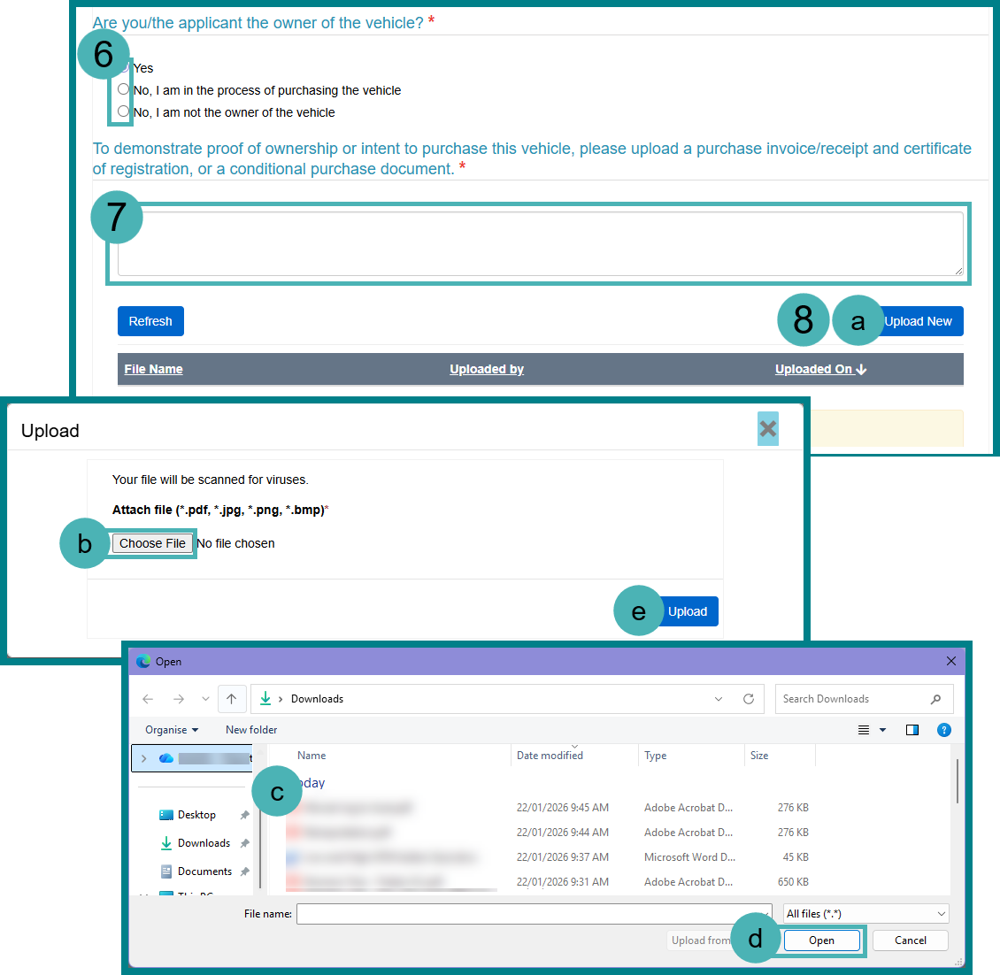 Are you/the applicant the owner of the vehicle? *
6
Yes
No, I am in the process of purchasing the vehicle
No, I am not the owner of the vehicle
To demonstrate proof of ownership or intent to purchase this vehicle, please upload a purchase invoice/receipt and certificate
of registration, or a conditional purchase document. *
7
Refresh
8 a Upload New
File Name Uploaded by Uploaded On
Upload
Your file will be scanned for viruses.
Attach file (*.pdf, *.jpg, *.png, *.bmp)*
b Choose File No file chosen
e Upload
Open
Downloads Search Downloads
Organise New folder
Name Date modified Type Size
c oday
22/01/2026 9:45 AM Adobe Acrobat D... 276 KB
Desktop
22/01/2026 9:44 AM Adobe Acrobat D... 276 KB
Downloads
22/01/2026 9:37 AM Microsoft Word D... 45 KB
Documents
22/01/2026 9:31 AM Adobe Acrobat D... 650 KB
File name: All files (*.*)
Upload from d Open Cancel